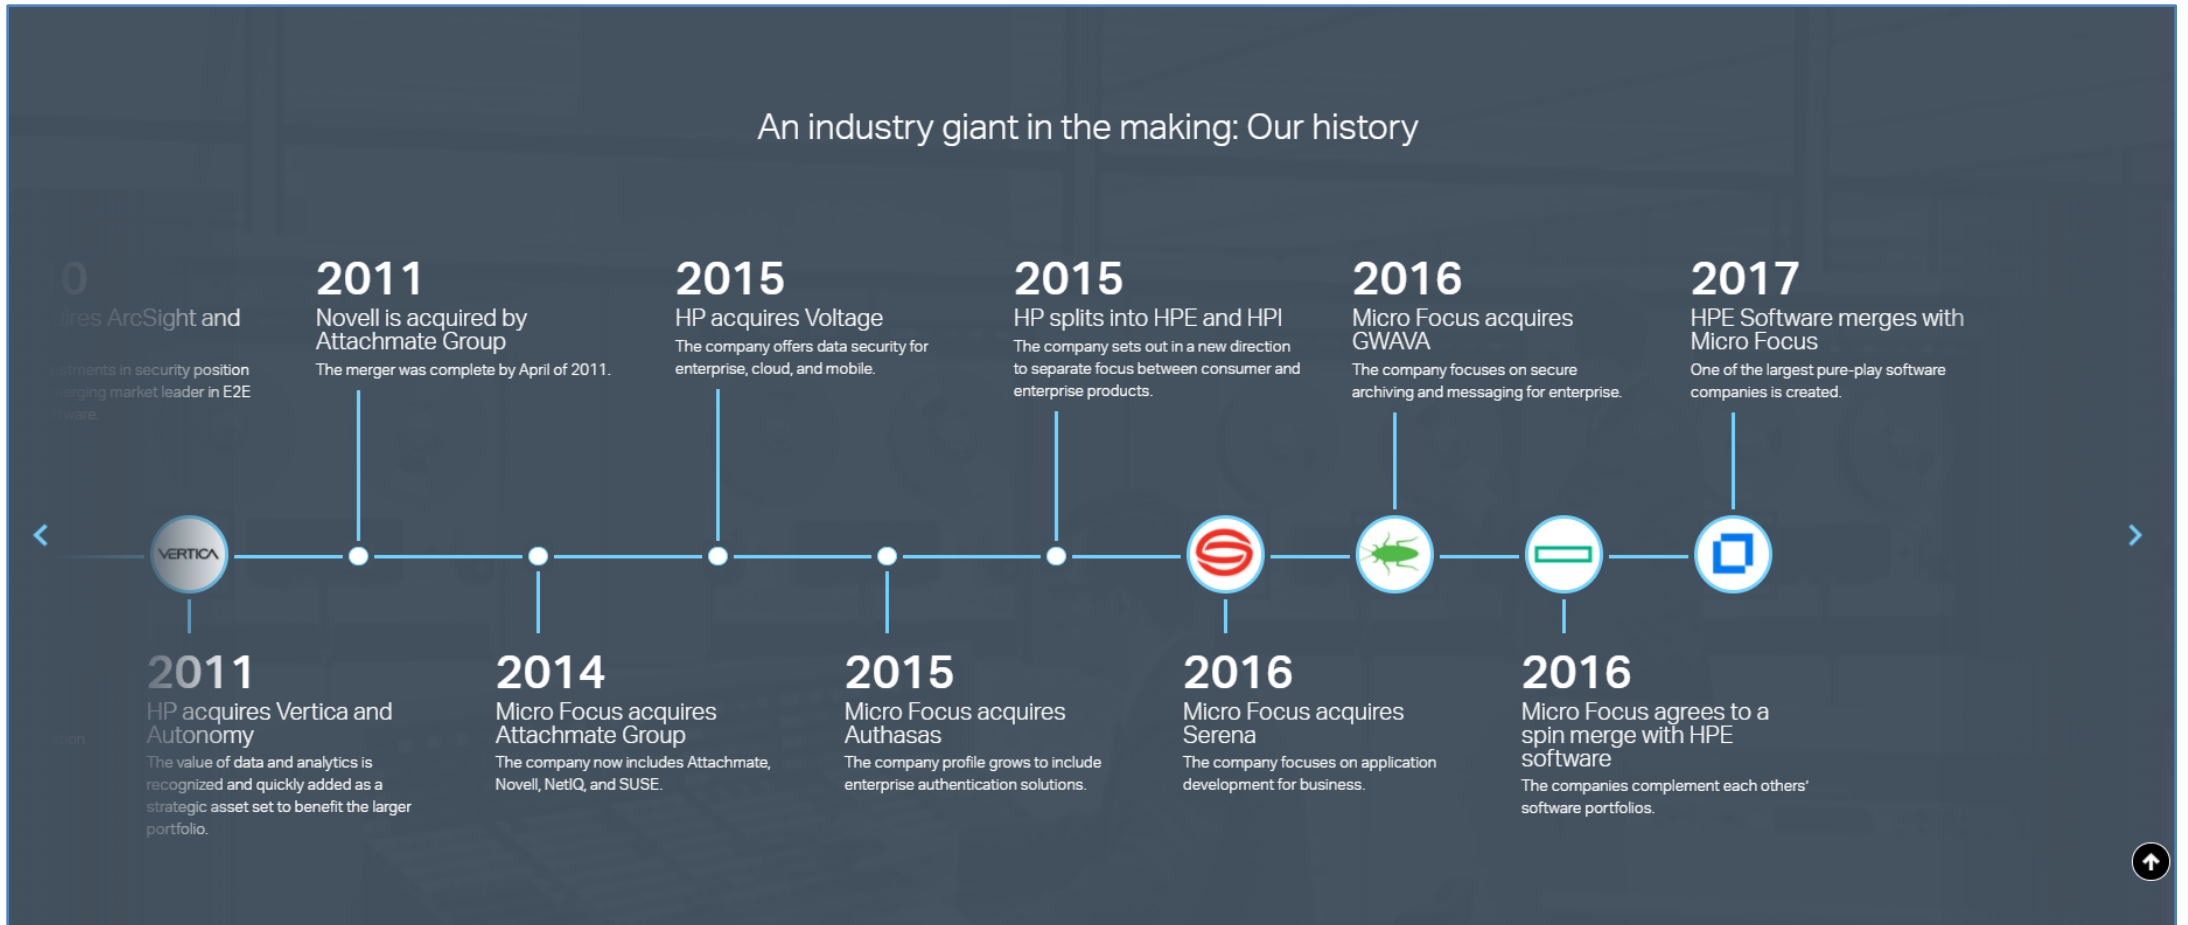 An industry giant in the making: Our history
0
ArcSight and
in security position
market leader in E2E
2011
Novell is acquired by
Attachmate Group
The merger was complete by April of 2011.
2015
HP acquires Voltage
The company offers data security for
enterprise, cloud, and mobile.
2015
HP splits into HPE and HPI
The company sets out in a new direction
to separate focus between consumer and
enterprise products.
2016
Micro Focus acquires
GWAVA
The company focuses on secure
archiving and messaging for enterprise.
2017
HPE Software merges with
Micro Focus
One of the largest pure-play software
companies is created.
VERTICA
2011
HP acquires Vertica and
Autonomy
The value of data and analytics is
recognized and quickly added as a
strategic asset set to benefit the larger
portfolio.
2014
Micro Focus acquires
Attachmate Group
The company now includes Attachmate,
Novell, NetIQ, and SUSE.
2015
Micro Focus acquires
Authasas
The company profile grows to include
enterprise authentication solutions.
2016
Micro Focus acquires
Serena
The company focuses on application
development for business.
2016
Micro Focus agrees to a
spin merge with HPE
software
The companies complement each others'
software portfolios.